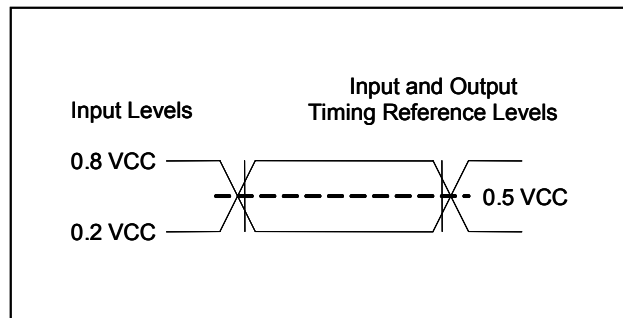 Input and Output
Input Levels
Timing Reference Levels
0.8 VCC
0.5 VCC
0.2 VCC